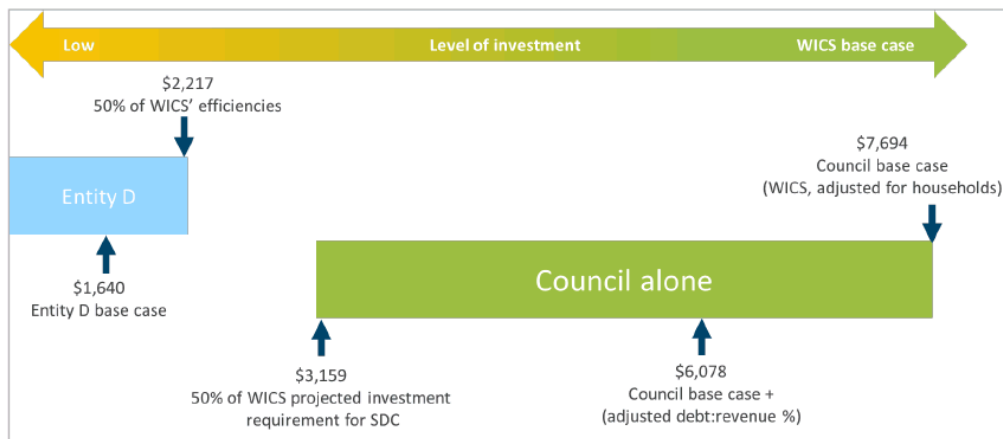 Low Level of investment WICS base case
$2,217
50% of WICS’ efficiencies
$7,694
Council base case
(WICS, adjusted for households)
Entity D
Council alone
$1,640
Entity D base case
$3,159
50% of WICS projected investment
requirement for SDC
$6,078
Council base case +
(adjusted debt:revenue %)